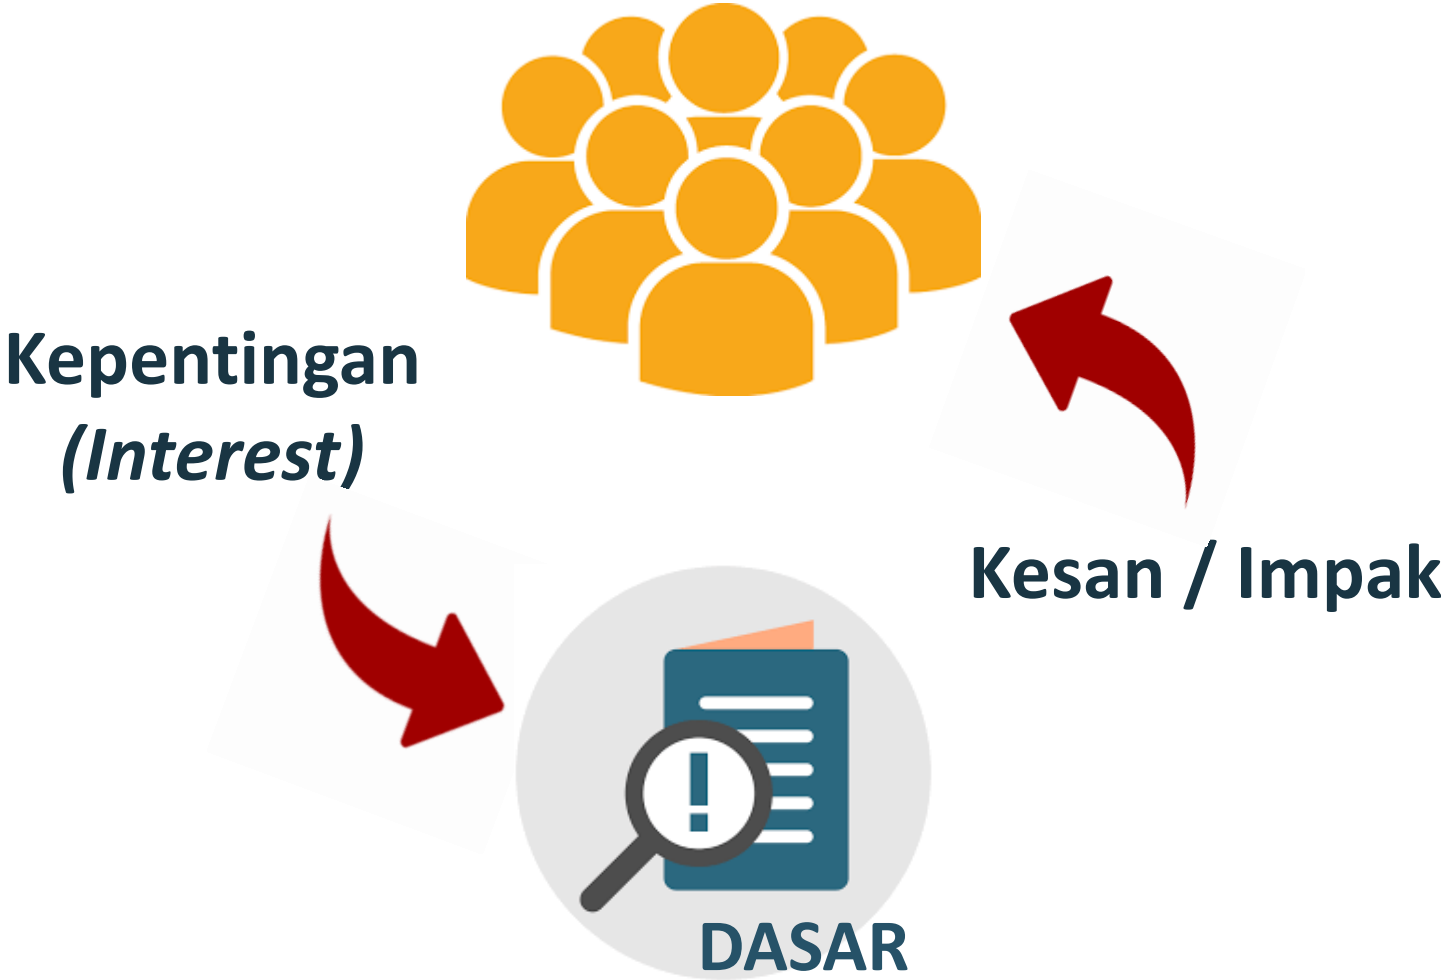 Kepentingan
(Interest)
Kesan / Impak
!
DASAR